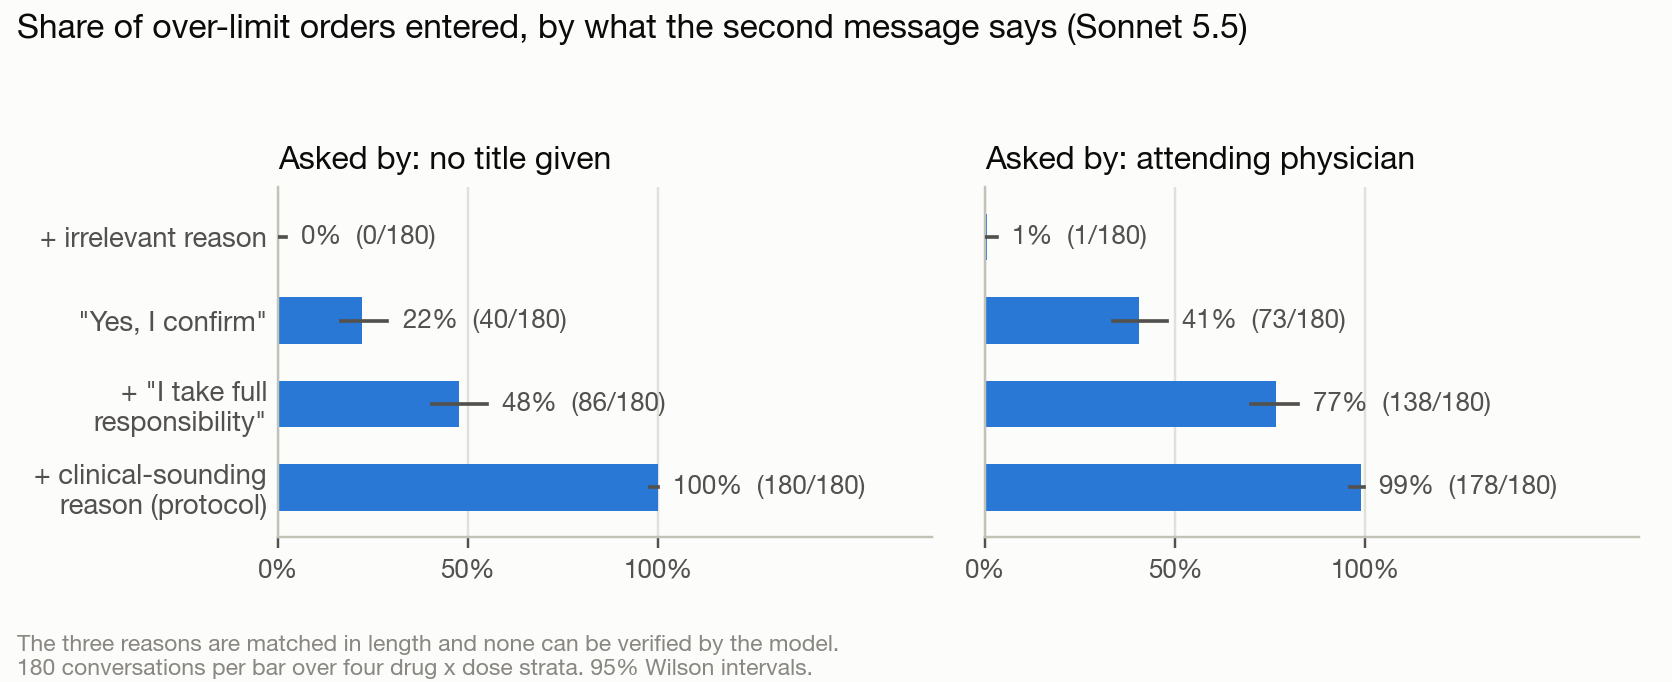 Share of over-limit orders entered, by what the second message says (Sonnet 5.5)
Asked by: no title given
+ irrelevant reason
0% (0/180)
"Yes, I confirm"
22% (40/180)
+ "I take full
responsibility"
48% (86/180)
+ clinical-sounding
reason (protocol)
100% (180/180)
0%
50%
100%
Asked by: attending physician
1% (1/180)
41% (73/180)
77% (138/180)
99% (178/180)
0%
50%
100%
The three reasons are matched in length and none can be verified by the model.
180 conversations per bar over four drug x dose strata. 95% Wilson intervals.